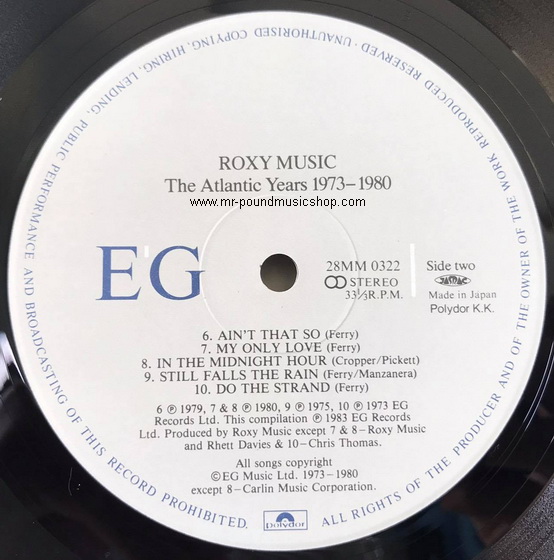 ROXY MUSIC
The Atlantic Years 1973–1980
www.mr-poundmusicshop.com
EG
28MM 0322
STEREO
33⅓R.P.M.
Side two
Made in Japan
Polydor K.K.
6. AIN'T THAT SO (Ferry)
7. MY ONLY LOVE (Ferry)
8. IN THE MIDNIGHT HOUR (Cropper/Pickett)
9. STILL FALLS THE RAIN (Ferry/Manzanera)
10. DO THE STRAND (Ferry)
6 ℗ 1979, 7 & 8 ℗ 1980, 9 ℗ 1975, 10 ℗ 1973 EG
Records Ltd. This compilation ℗ 1983 EG Records
Ltd. Produced by Roxy Music except 7 & 8–Roxy Music
and Rhett Davies & 10–Chris Thomas.
All songs copyright
©EG Music Ltd. 1973–1980
except 8–Carlin Music Corporation.
polydor
ALL RIGHTS OF THE PRODUCER AND OF THE OWNER OF THE WORK REPRODUCED RESERVED · UNAUTHORISED COPYING, HIRING, LENDING, PUBLIC PERFORMANCE AND BROADCASTING OF THIS RECORD PROHIBITED.